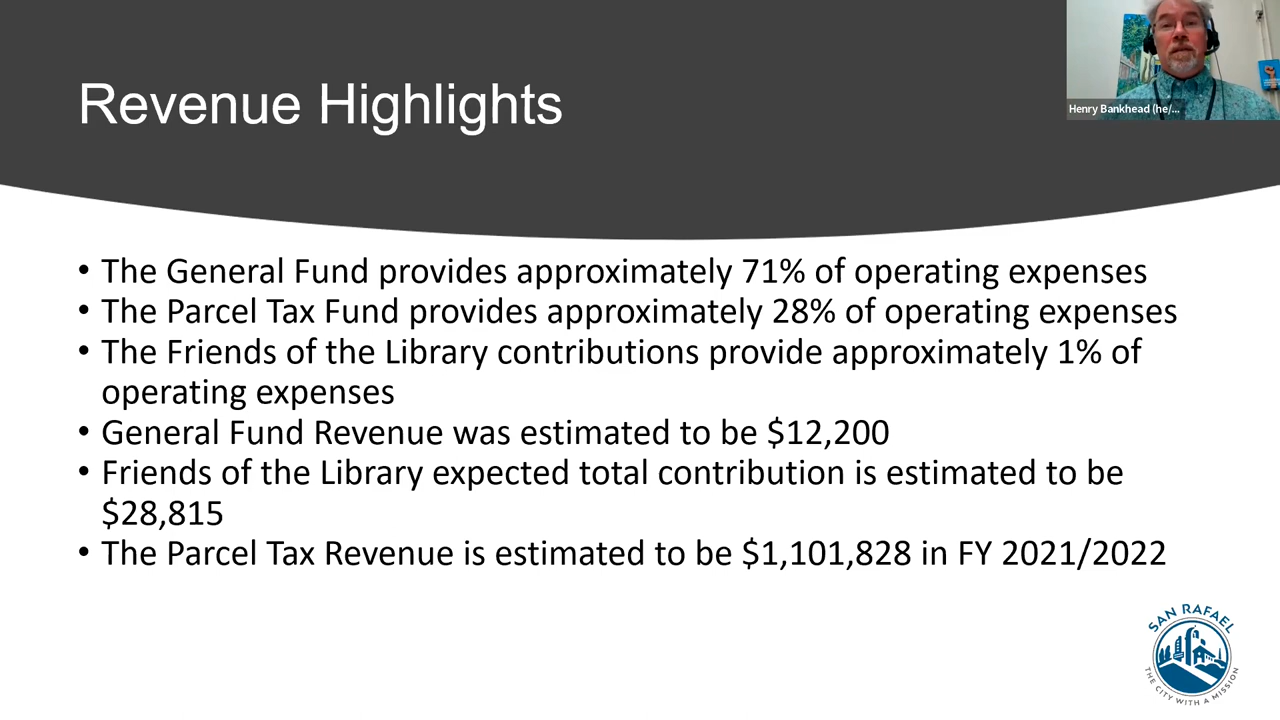 Revenue Highlights
Henry Bankhead (he/...
• The General Fund provides approximately 71% of operating expenses
• The Parcel Tax Fund provides approximately 28% of operating expenses
• The Friends of the Library contributions provide approximately 1% of
operating expenses
• General Fund Revenue was estimated to be $12,200
• Friends of the Library expected total contribution is estimated to be
$28,815
• The Parcel Tax Revenue is estimated to be $1,101,828 in FY 2021/2022
SAN RAFAEL
THE CITY WITH A MISSION